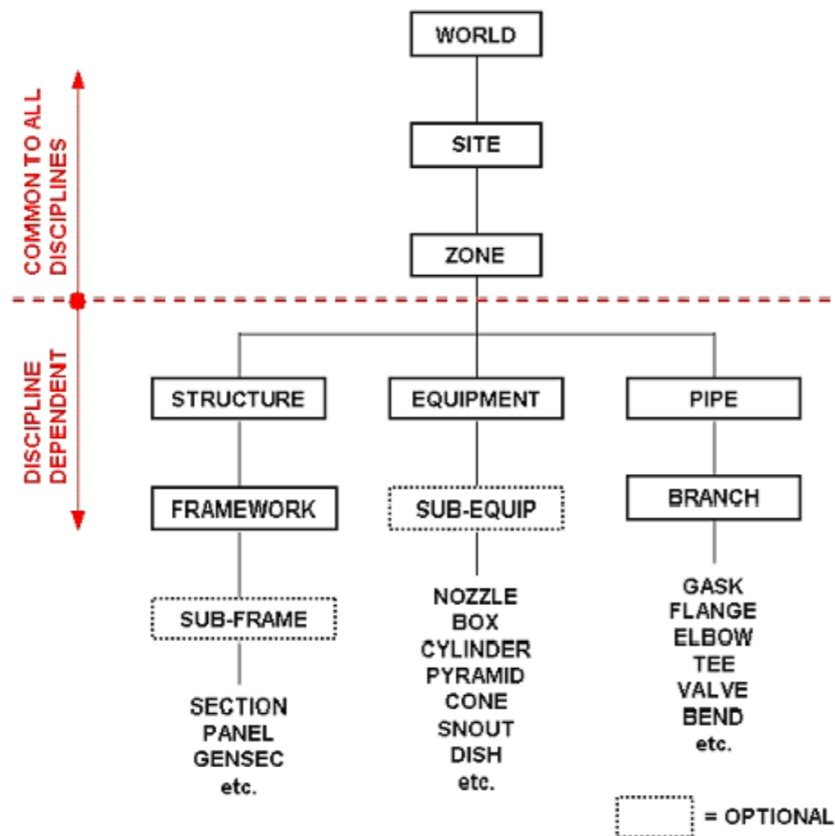 WORLD
COMMON TO ALL
DISCIPLINES
SITE
ZONE
DISCIPLINE
DEPENDENT
STRUCTURE
EQUIPMENT
PIPE
FRAMEWORK
SUB-EQUIP
BRANCH
SUB-FRAME
SECTION
PANEL
GENSEC
etc.
NOZZLE
BOX
CYLINDER
PYRAMID
CONE
SNOUT
DISH
etc.
GASK
FLANGE
ELBOW
TEE
VALVE
BEND
etc.
= OPTIONAL